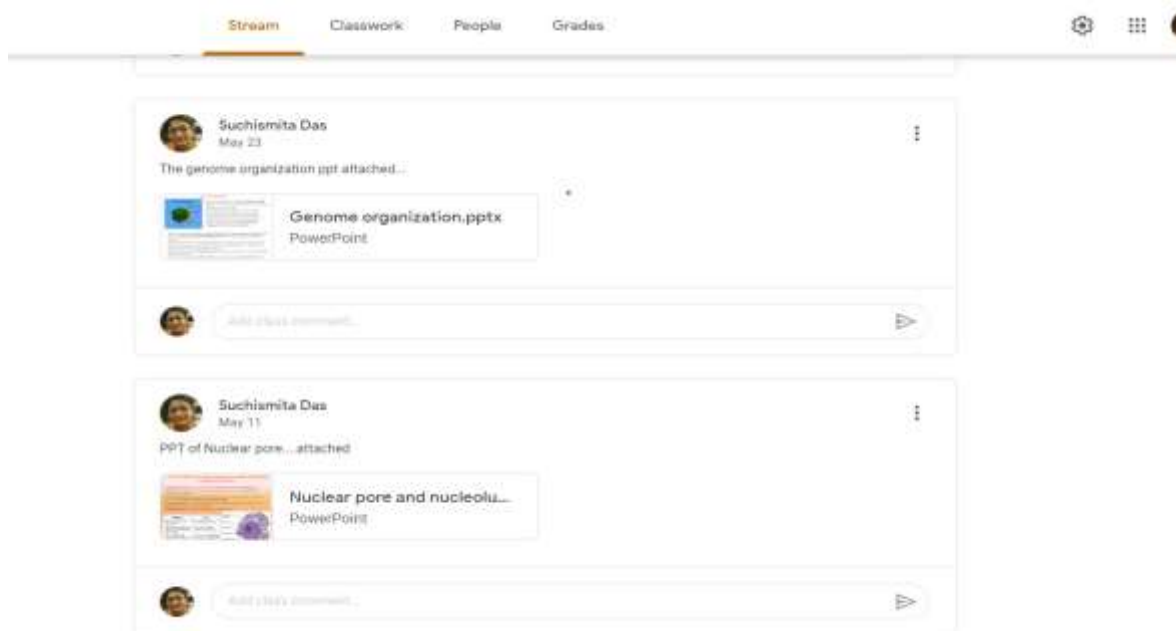 Stream Classwork People Grades
Suchismita Das
May 23
The genome organization ppt attached...
Genome organization.pptx
PowerPoint
Add class comment...
Suchismita Das
May 11
PPT of Nuclear pore....attached
Nuclear pore and nucleolu...
PowerPoint
Add class comment...